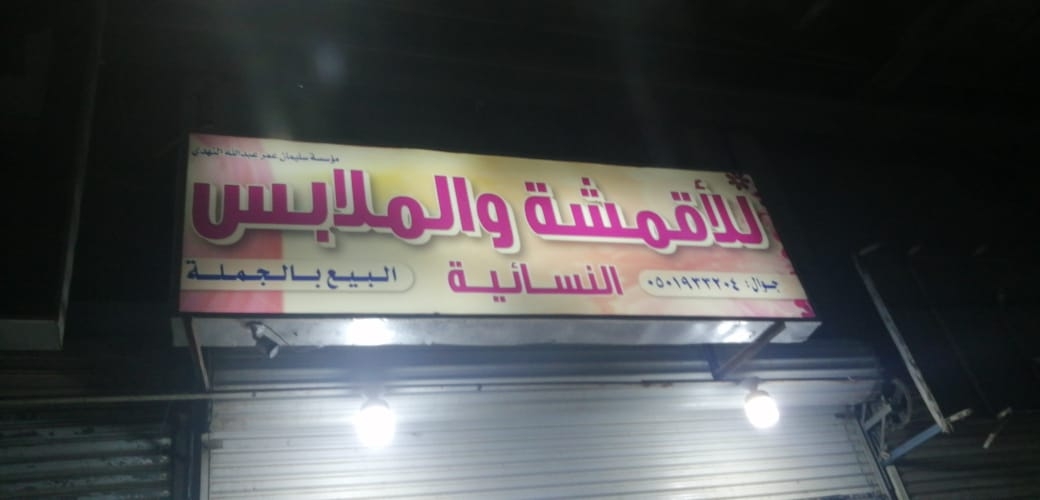 مؤسسة سليمان عمر عبدالله النهدي
للأقمشة والملابس
النسائية
جوال: ٠٥٠١٩٣٣٢٠٤
البيع بالجملة